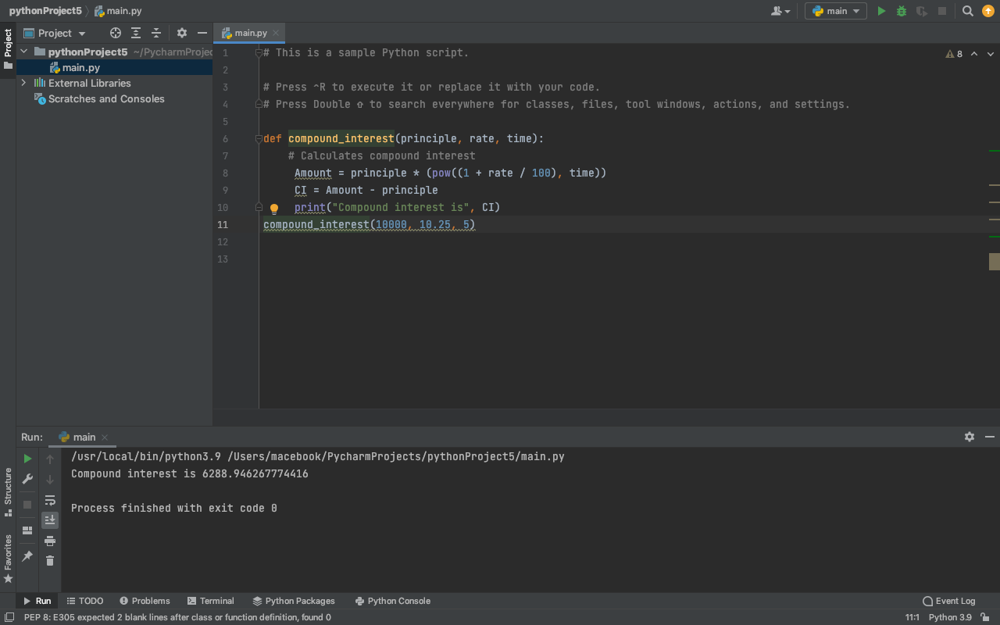 pythonProject5 main.py
main
8
Project
Project
main.py
pythonProject5 ~/PycharmProjec
main.py
External Libraries
Scratches and Consoles
1 # This is a sample Python script.
2
3 # Press ^R to execute it or replace it with your code.
4 # Press Double ⇧ to search everywhere for classes, files, tool windows, actions, and settings.
5
6 def compound_interest(principle, rate, time):
7 # Calculates compound interest
8 Amount = principle * (pow((1 + rate / 100), time))
9 CI = Amount - principle
10 print("Compound interest is", CI)
11 compound_interest(10000, 10.25, 5)
12
13
Run: main
/usr/local/bin/python3.9 /Users/macebook/PycharmProjects/pythonProject5/main.py
Compound interest is 6288.946267774416
Process finished with exit code 0
Structure
Favorites
Run TODO Problems Terminal Python Packages Python Console Event Log
PEP 8: E305 expected 2 blank lines after class or function definition, found 0 11:1 Python 3.9